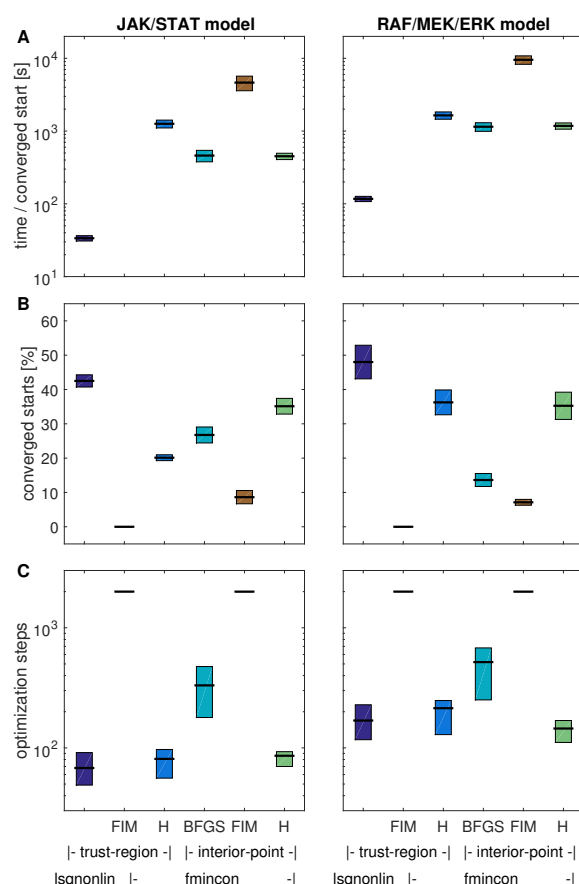 JAK/STAT model
RAF/MEK/ERK model
A
time / converged start [s]
10^4
10^3
10^2
10^1
B
converged starts [%]
60
50
40
30
20
10
0
C
optimization steps
10^3
10^2
FIM H BFGS FIM H
FIM H BFGS FIM H
|- trust-region -| |- interior-point -|
|- trust-region -| |- interior-point -|
lsqnonlin |- fmincon -|
lsqnonlin |- fmincon -|